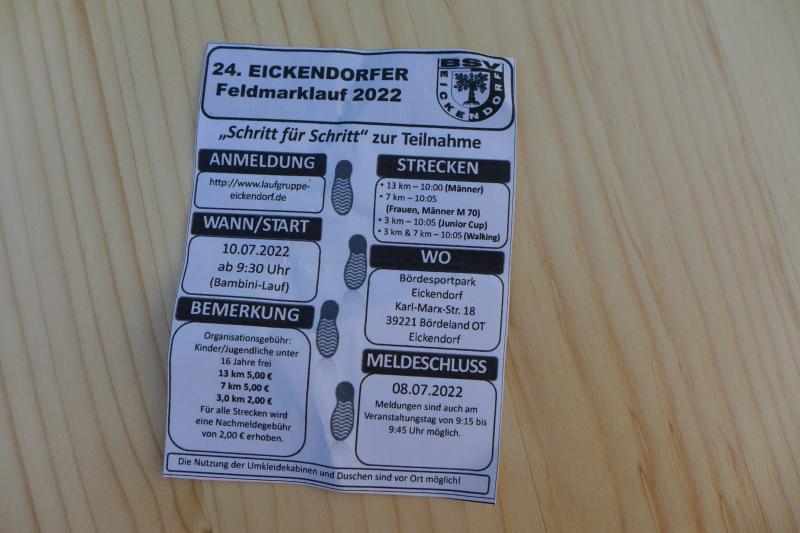 24. EICKENDORFER
Feldmarklauf 2022
BSV
EICKENDORF
„Schritt für Schritt“ zur Teilnahme
ANMELDUNG
http://www.laufgruppe-
eickendorf.de
WANN/START
10.07.2022
ab 9:30 Uhr
(Bambini-Lauf)
BEMERKUNG
Organisationsgebühr:
Kinder/Jugendliche unter
16 Jahre frei
13 km 5,00 €
7 km 5,00 €
3,0 km 2,00 €
Für alle Strecken wird
eine Nachmeldegebühr
von 2,00 € erhoben.
STRECKEN
• 13 km – 10:00 (Männer)
• 7 km – 10:05
(Frauen, Männer M 70)
• 3 km – 10:05 (Junior Cup)
• 3 km & 7 km – 10:05 (Walking)
WO
Bördesportpark
Eickendorf
Karl-Marx-Str. 18
39221 Bördeland OT
Eickendorf
MELDESCHLUSS
08.07.2022
Meldungen sind auch am
Veranstaltungstag von 9:15 bis
9:45 Uhr möglich.
Die Nutzung der Umkleidekabinen und Duschen sind vor Ort möglich!